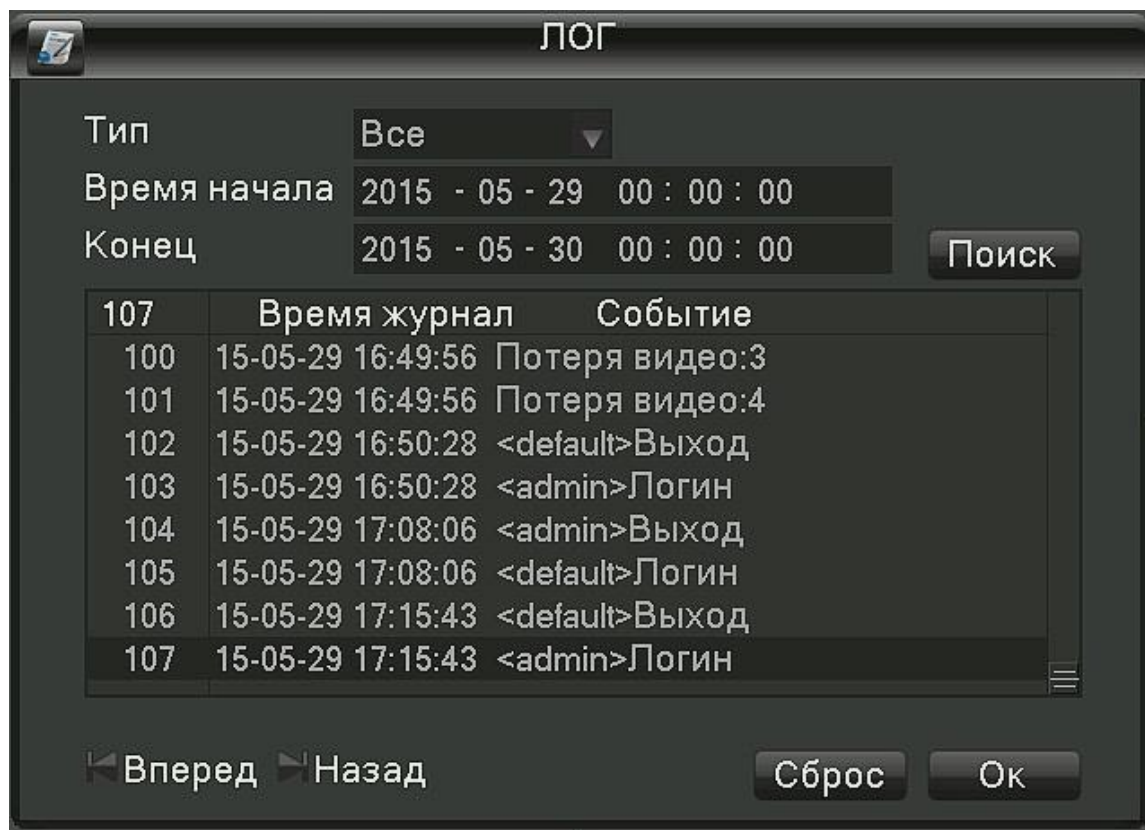 ЛОГ
Тип Все
Время начала 2015 - 05 - 29 00 : 00 : 00
Конец 2015 - 05 - 30 00 : 00 : 00 Поиск
107 Время журнал Событие
100 15-05-29 16:49:56 Потеря видео:3
101 15-05-29 16:49:56 Потеря видео:4
102 15-05-29 16:50:28 <default>Выход
103 15-05-29 16:50:28 <admin>Логин
104 15-05-29 17:08:06 <admin>Выход
105 15-05-29 17:08:06 <default>Логин
106 15-05-29 17:15:43 <default>Выход
107 15-05-29 17:15:43 <admin>Логин
Вперед Назад Сброс Ок